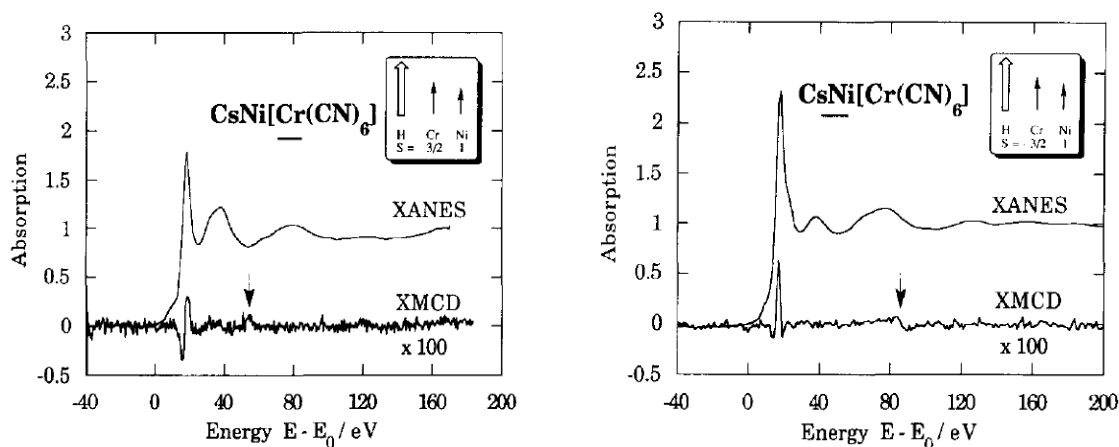 3
2.5
2
1.5
1
0.5
0
-0.5
Absorption
CsNi[Cr(CN)6]
H Cr Ni
S = 3/2 1
XANES
XMCD
x 100
-40 0 40 80 120 160 200
Energy E - E0 / eV
3
2.5
2
1.5
1
0.5
0
-0.5
Absorption
CsNi[Cr(CN)6]
H Cr Ni
S = 3/2 1
XANES
XMCD
x 100
-40 0 40 80 120 160 200
Energy E - E0 / eV